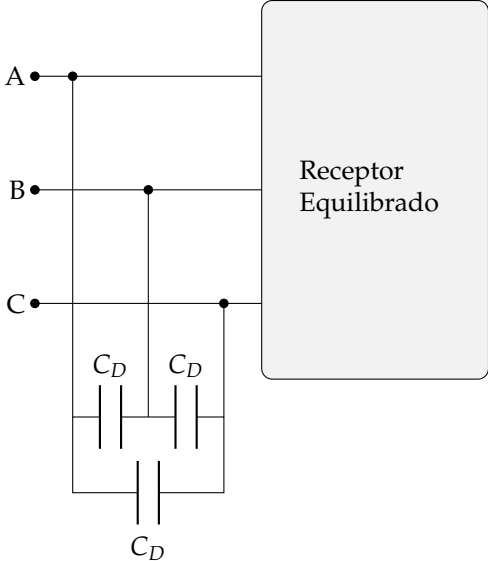 A
B
Receptor
Equilibrado
C
C_D C_D
C_D